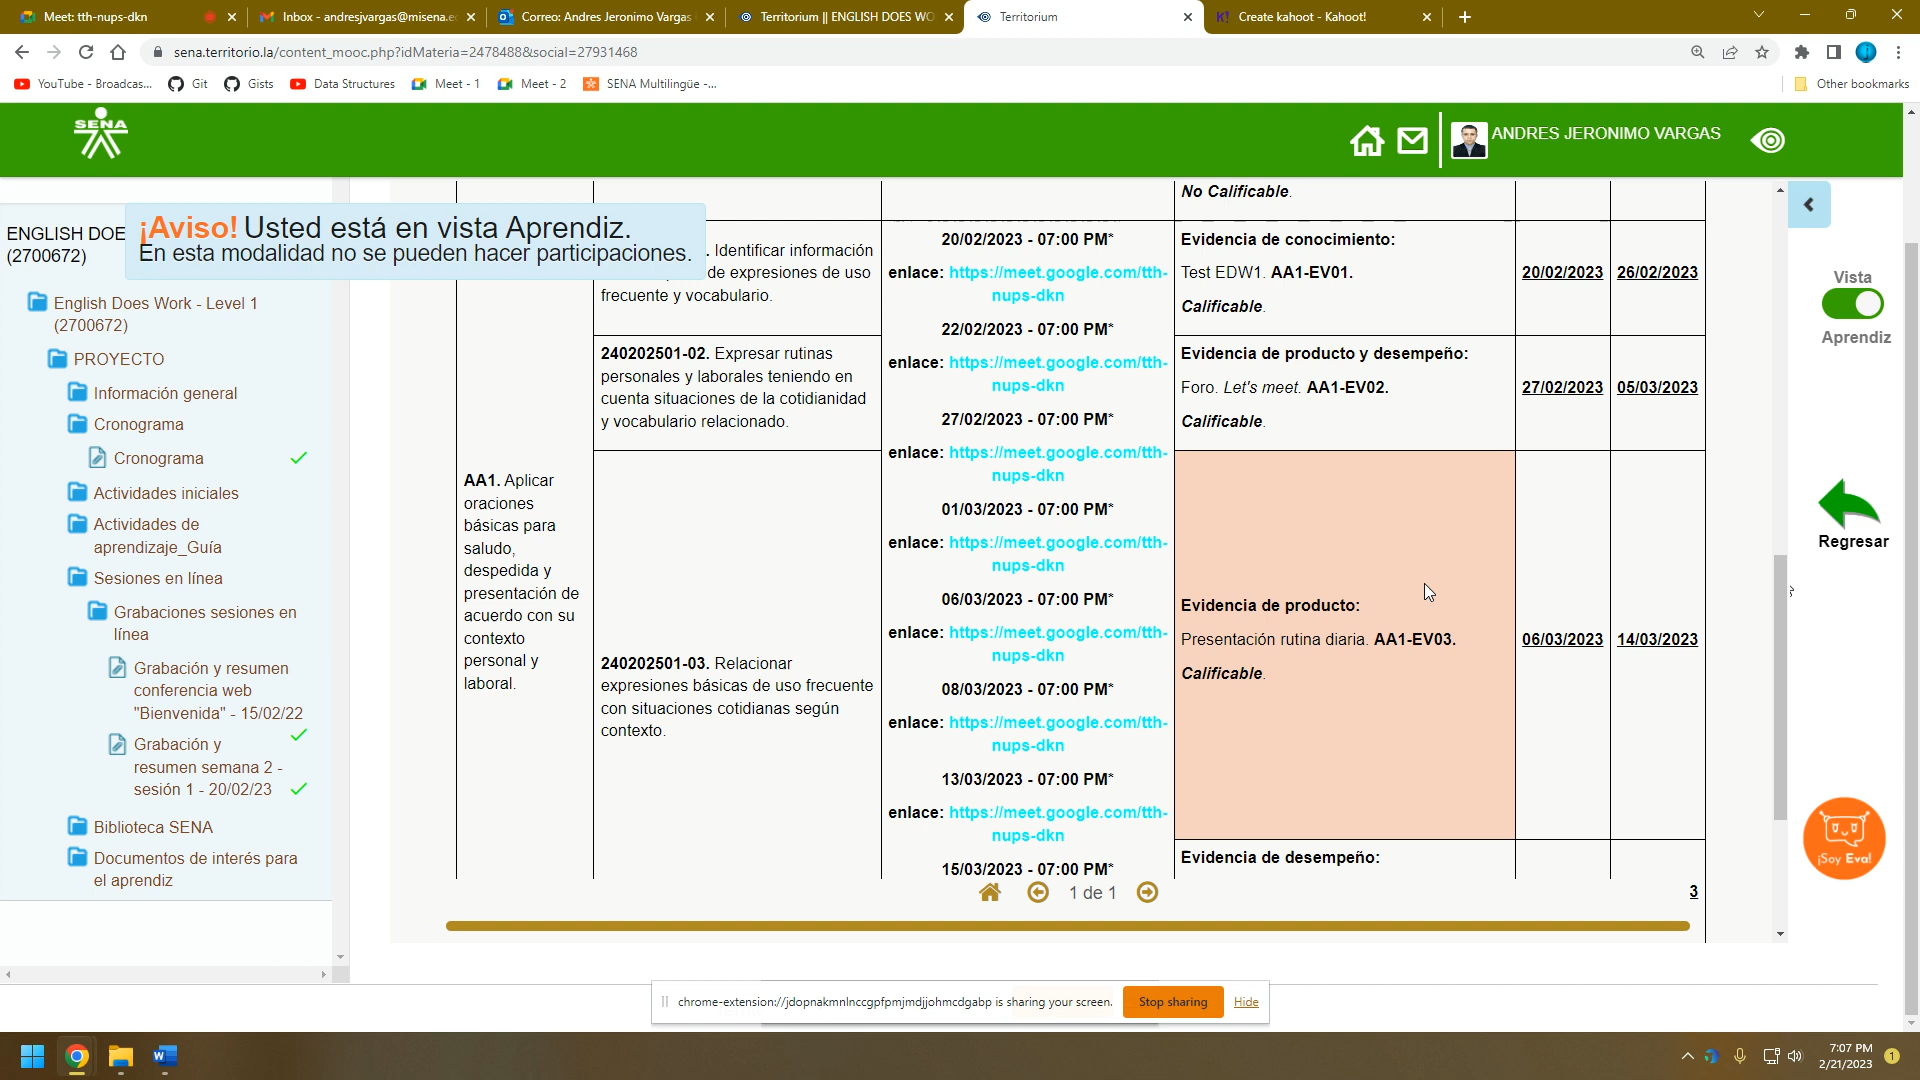 Meet: tth-nups-dkn
Inbox - andresjvargas@misena.ec
Correo: Andres Jeronimo Vargas
Territorium || ENGLISH DOES WO
Territorium
Create kahoot - Kahoot!
sena.territorio.la/content_mooc.php?idMateria=2478488&social=27931468
YouTube - Broadcas...
Git
Gists
Data Structures
Meet - 1
Meet - 2
SENA Multilingüe -...
Other bookmarks
SENA
ANDRES JERONIMO VARGAS
ENGLISH DOE
(2700672)
¡Aviso! Usted está en vista Aprendiz.
En esta modalidad no se pueden hacer participaciones.
English Does Work - Level 1
(2700672)
PROYECTO
Información general
Cronograma
Cronograma
Actividades iniciales
Actividades de
aprendizaje_Guía
Sesiones en línea
Grabaciones sesiones en
línea
Grabación y resumen
conferencia web
"Bienvenida" - 15/02/22
Grabación y
resumen semana 2 -
sesión 1 - 20/02/23
Biblioteca SENA
Documentos de interés para
el aprendiz
AA1. Aplicar
oraciones
básicas para
saludo,
despedida y
presentación de
acuerdo con su
contexto
personal y
laboral.
. Identificar información
de expresiones de uso
frecuente y vocabulario.
240202501-02. Expresar rutinas
personales y laborales teniendo en
cuenta situaciones de la cotidianidad
y vocabulario relacionado.
240202501-03. Relacionar
expresiones básicas de uso frecuente
con situaciones cotidianas según
contexto.
20/02/2023 - 07:00 PM*
enlace: https://meet.google.com/tth-
nups-dkn
22/02/2023 - 07:00 PM*
enlace: https://meet.google.com/tth-
nups-dkn
27/02/2023 - 07:00 PM*
enlace: https://meet.google.com/tth-
nups-dkn
01/03/2023 - 07:00 PM*
enlace: https://meet.google.com/tth-
nups-dkn
06/03/2023 - 07:00 PM*
enlace: https://meet.google.com/tth-
nups-dkn
08/03/2023 - 07:00 PM*
enlace: https://meet.google.com/tth-
nups-dkn
13/03/2023 - 07:00 PM*
enlace: https://meet.google.com/tth-
nups-dkn
15/03/2023 - 07:00 PM*
No Calificable.
Evidencia de conocimiento:
Test EDW1. AA1-EV01.
Calificable.
20/02/2023
26/02/2023
Evidencia de producto y desempeño:
Foro. Let's meet. AA1-EV02.
Calificable.
27/02/2023
05/03/2023
Evidencia de producto:
Presentación rutina diaria. AA1-EV03.
Calificable.
06/03/2023
14/03/2023
Evidencia de desempeño:
3
1 de 1
Vista
Aprendiz
Regresar
¡Soy Eva!
chrome-extension://jdopnakmnlnccgpfpmjmdjjohmcdgabp is sharing your screen.
Stop sharing
Hide
7:07 PM
2/21/2023
1